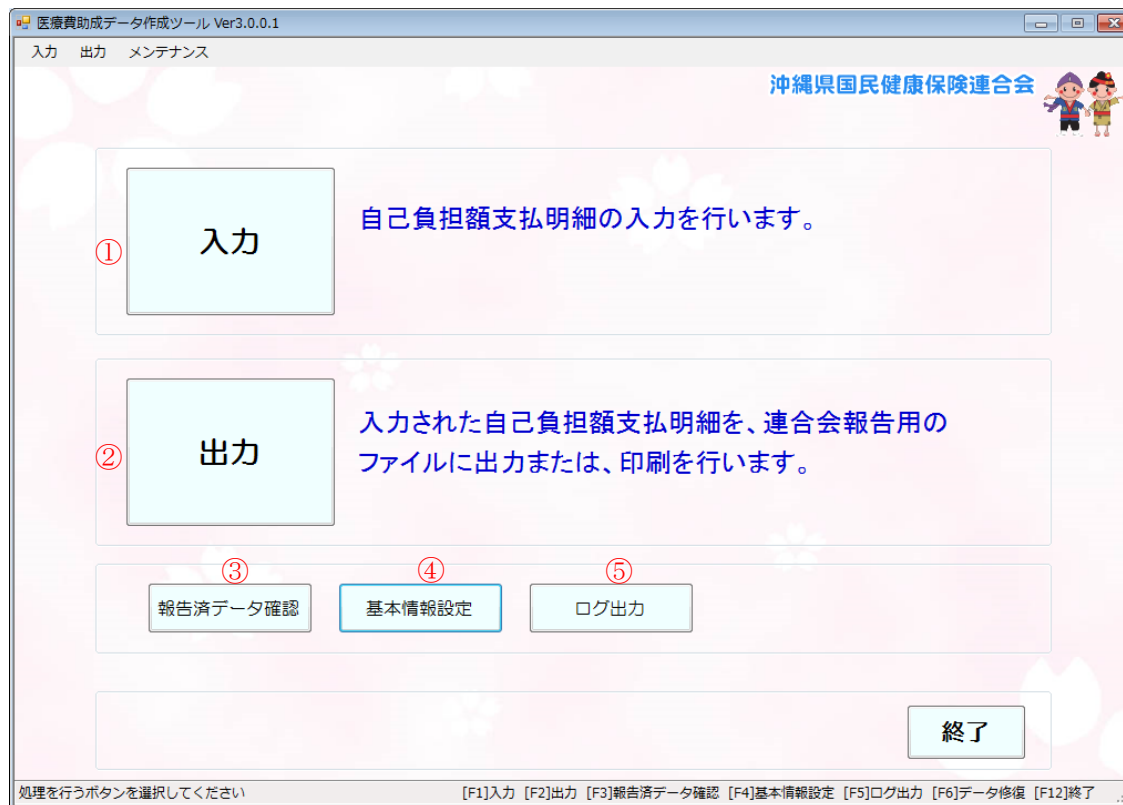 医療費助成データ作成ツール Ver3.0.0.1
入力 出力 メンテナンス
沖縄県国民健康保険連合会
①
入力
自己負担額支払明細の入力を行います。
②
出力
入力された自己負担額支払明細を、連合会報告用の
ファイルに出力または、印刷を行います。
③ ④ ⑤
報告済データ確認 基本情報設定 ログ出力
終了
処理を行うボタンを選択してください [F1]入力 [F2]出力 [F3]報告済データ確認 [F4]基本情報設定 [F5]ログ出力 [F6]データ修復 [F12]終了